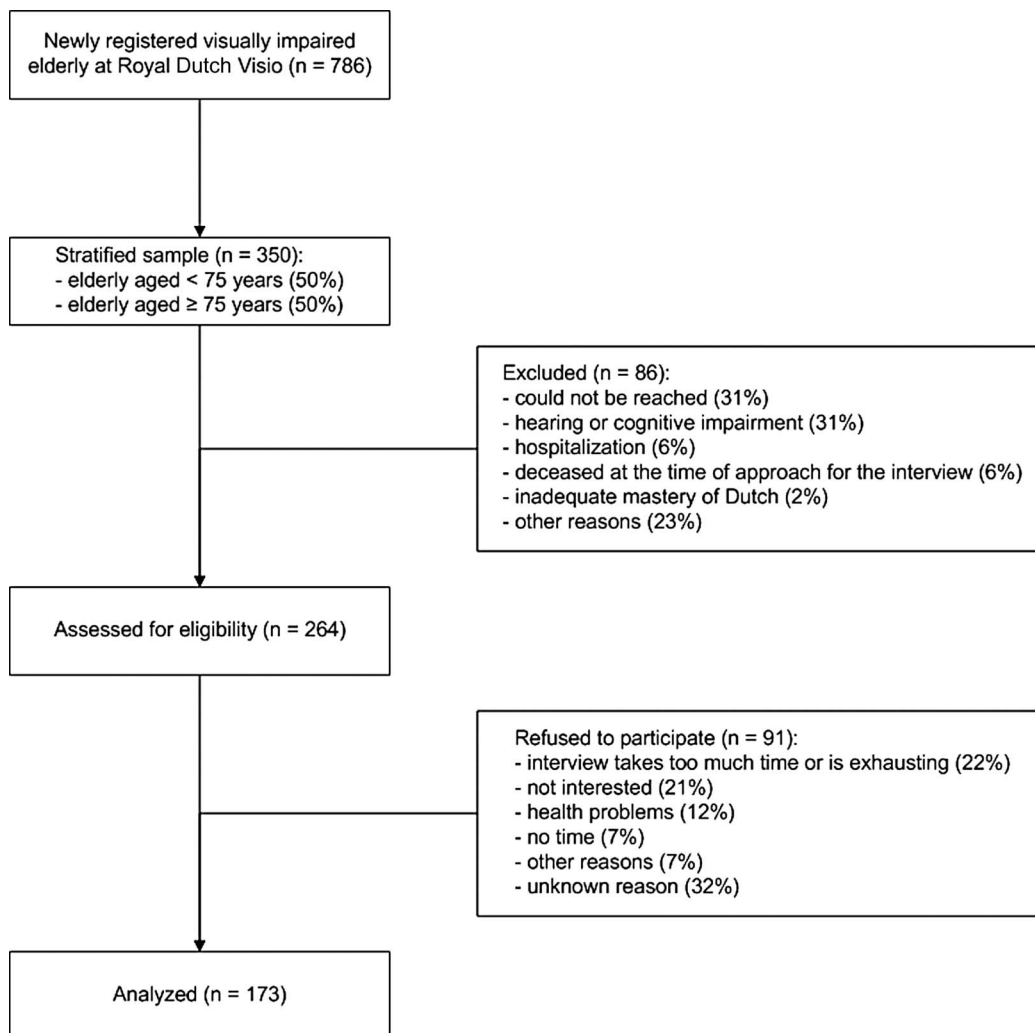 Newly registered visually impaired
elderly at Royal Dutch Visio (n = 786)
Stratified sample (n = 350):
- elderly aged < 75 years (50%)
- elderly aged ≥ 75 years (50%)
Excluded (n = 86):
- could not be reached (31%)
- hearing or cognitive impairment (31%)
- hospitalization (6%)
- deceased at the time of approach for the interview (6%)
- inadequate mastery of Dutch (2%)
- other reasons (23%)
Assessed for eligibility (n = 264)
Refused to participate (n = 91):
- interview takes too much time or is exhausting (22%)
- not interested (21%)
- health problems (12%)
- no time (7%)
- other reasons (7%)
- unknown reason (32%)
Analyzed (n = 173)